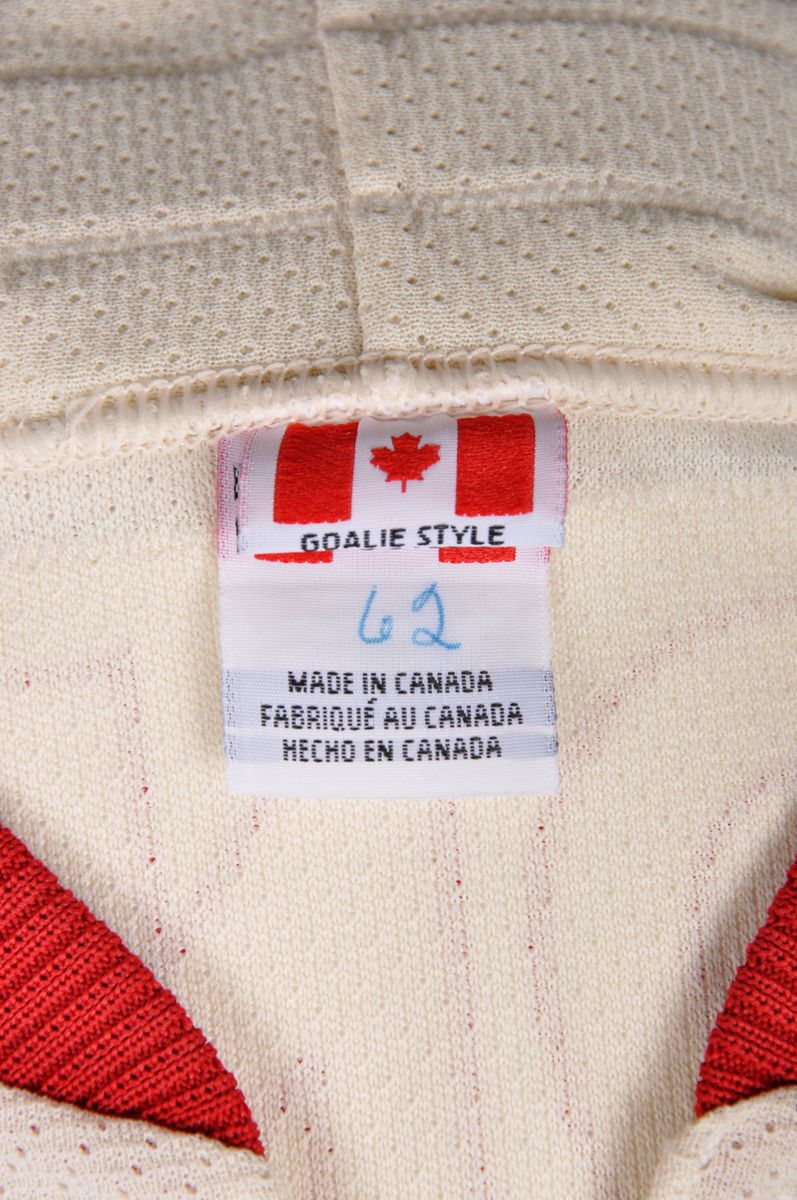 GOALIE STYLE
62
MADE IN CANADA
FABRIQUÉ AU CANADA
HECHO EN CANADA